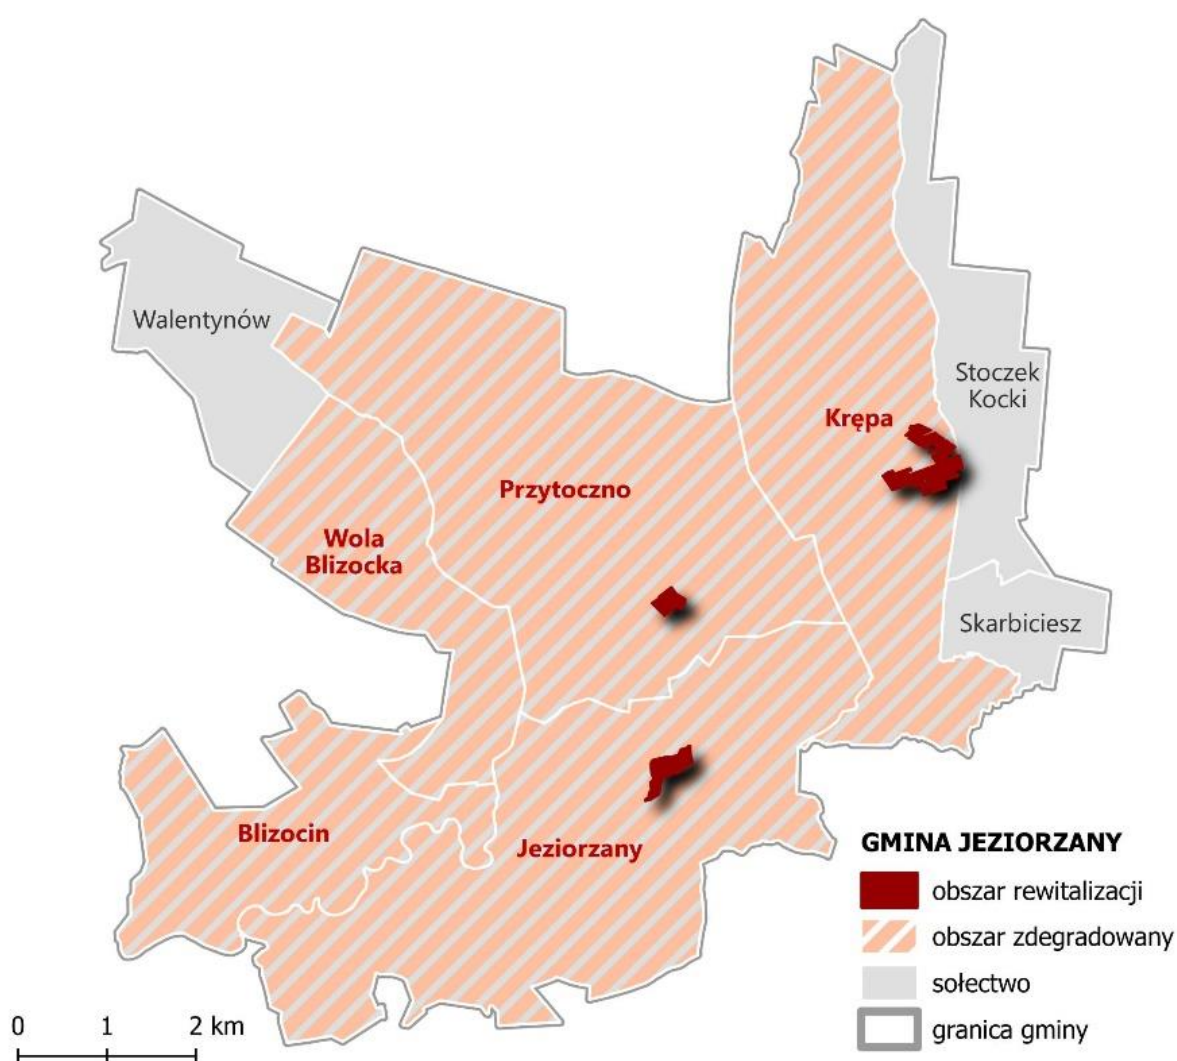 Walentynów
Stoczek
Kocki
Krępa
Przytoczno
Wola
Blizocka
Skarbiciesz
Blizocin
Jeziorzany
GMINA JEZIORZANY
obszar rewitalizacji
obszar zdegradowany
sołectwo
granica gminy
0 1 2 km